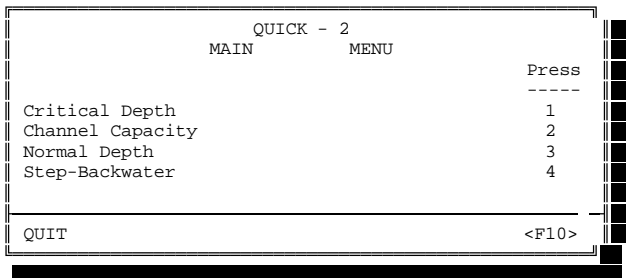 QUICK - 2
MAIN MENU
Press
-----
Critical Depth 1
Channel Capacity 2
Normal Depth 3
Step-Backwater 4
QUIT <F10>